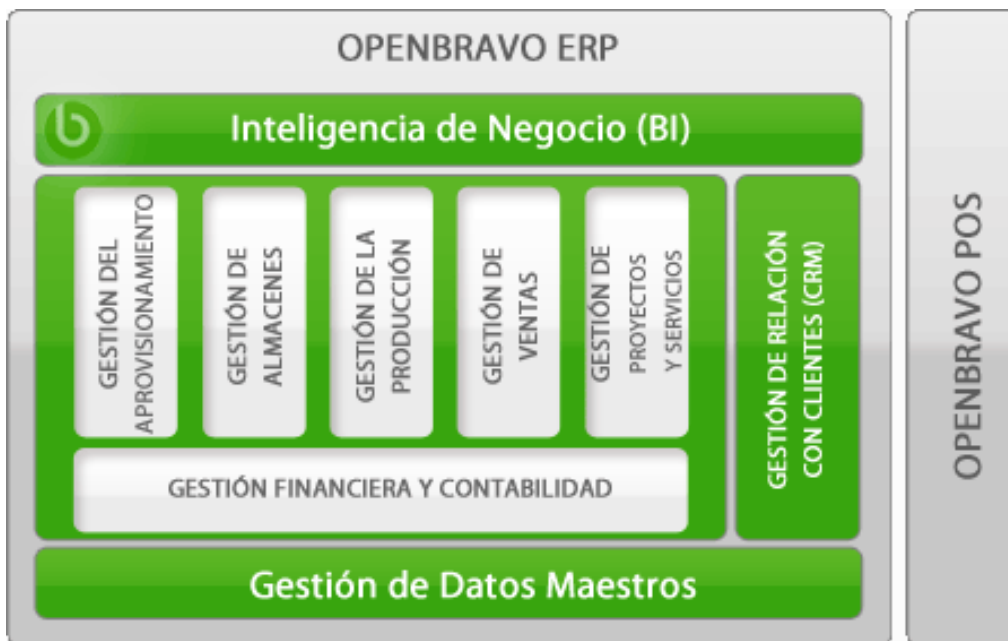 OPENBRAVO ERP
Inteligencia de Negocio (BI)
GESTIÓN DEL
APROVISIONAMIENTO
GESTIÓN DE
ALMACENES
GESTIÓN DE LA
PRODUCCIÓN
GESTIÓN DE
VENTAS
GESTIÓN DE
PROYECTOS
Y SERVICIOS
GESTIÓN DE RELACIÓN
CON CLIENTES (CRM)
GESTIÓN FINANCIERA Y CONTABILIDAD
Gestión de Datos Maestros
OPENBRAVO POS